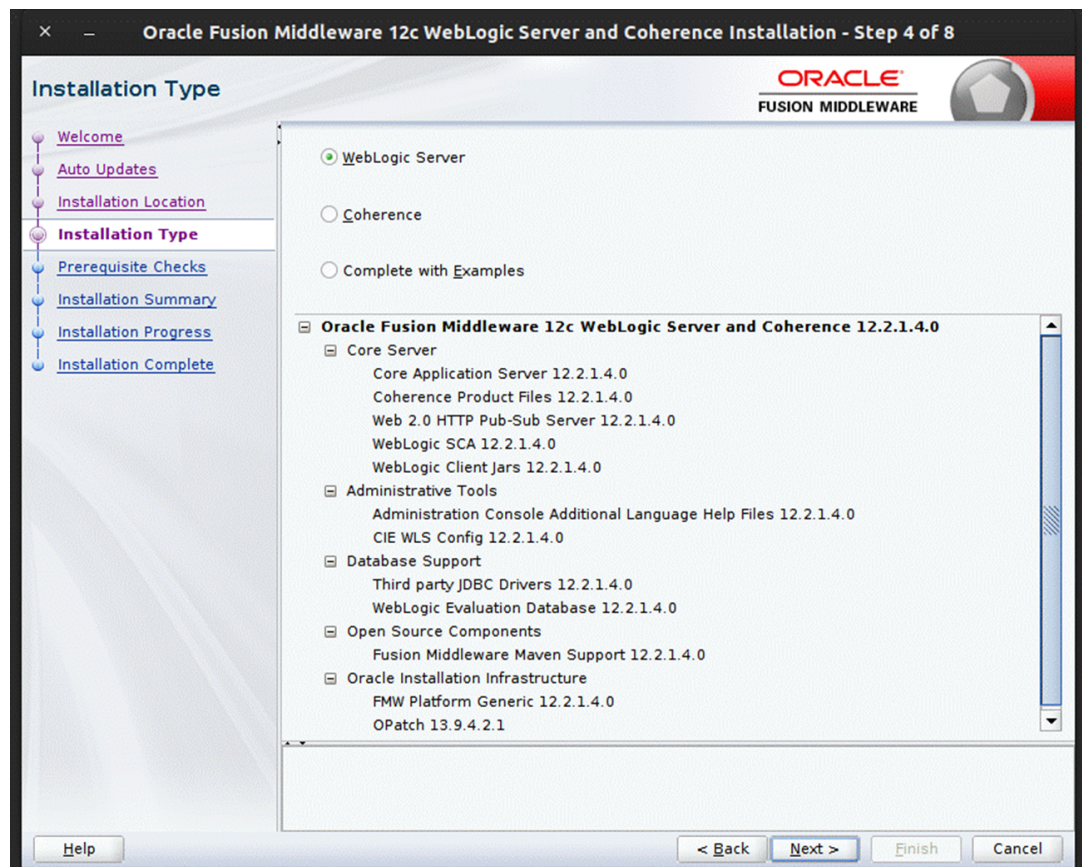 Oracle Fusion Middleware 12c WebLogic Server and Coherence Installation - Step 4 of 8
Installation Type
ORACLE
FUSION MIDDLEWARE
Welcome
Auto Updates
Installation Location
Installation Type
Prerequisite Checks
Installation Summary
Installation Progress
Installation Complete
WebLogic Server
Coherence
Complete with Examples
Oracle Fusion Middleware 12c WebLogic Server and Coherence 12.2.1.4.0
Core Server
Core Application Server 12.2.1.4.0
Coherence Product Files 12.2.1.4.0
Web 2.0 HTTP Pub-Sub Server 12.2.1.4.0
WebLogic SCA 12.2.1.4.0
WebLogic Client Jars 12.2.1.4.0
Administrative Tools
Administration Console Additional Language Help Files 12.2.1.4.0
CIE WLS Config 12.2.1.4.0
Database Support
Third party JDBC Drivers 12.2.1.4.0
WebLogic Evaluation Database 12.2.1.4.0
Open Source Components
Fusion Middleware Maven Support 12.2.1.4.0
Oracle Installation Infrastructure
FMW Platform Generic 12.2.1.4.0
OPatch 13.9.4.2.1
Help
< Back
Next >
Finish
Cancel